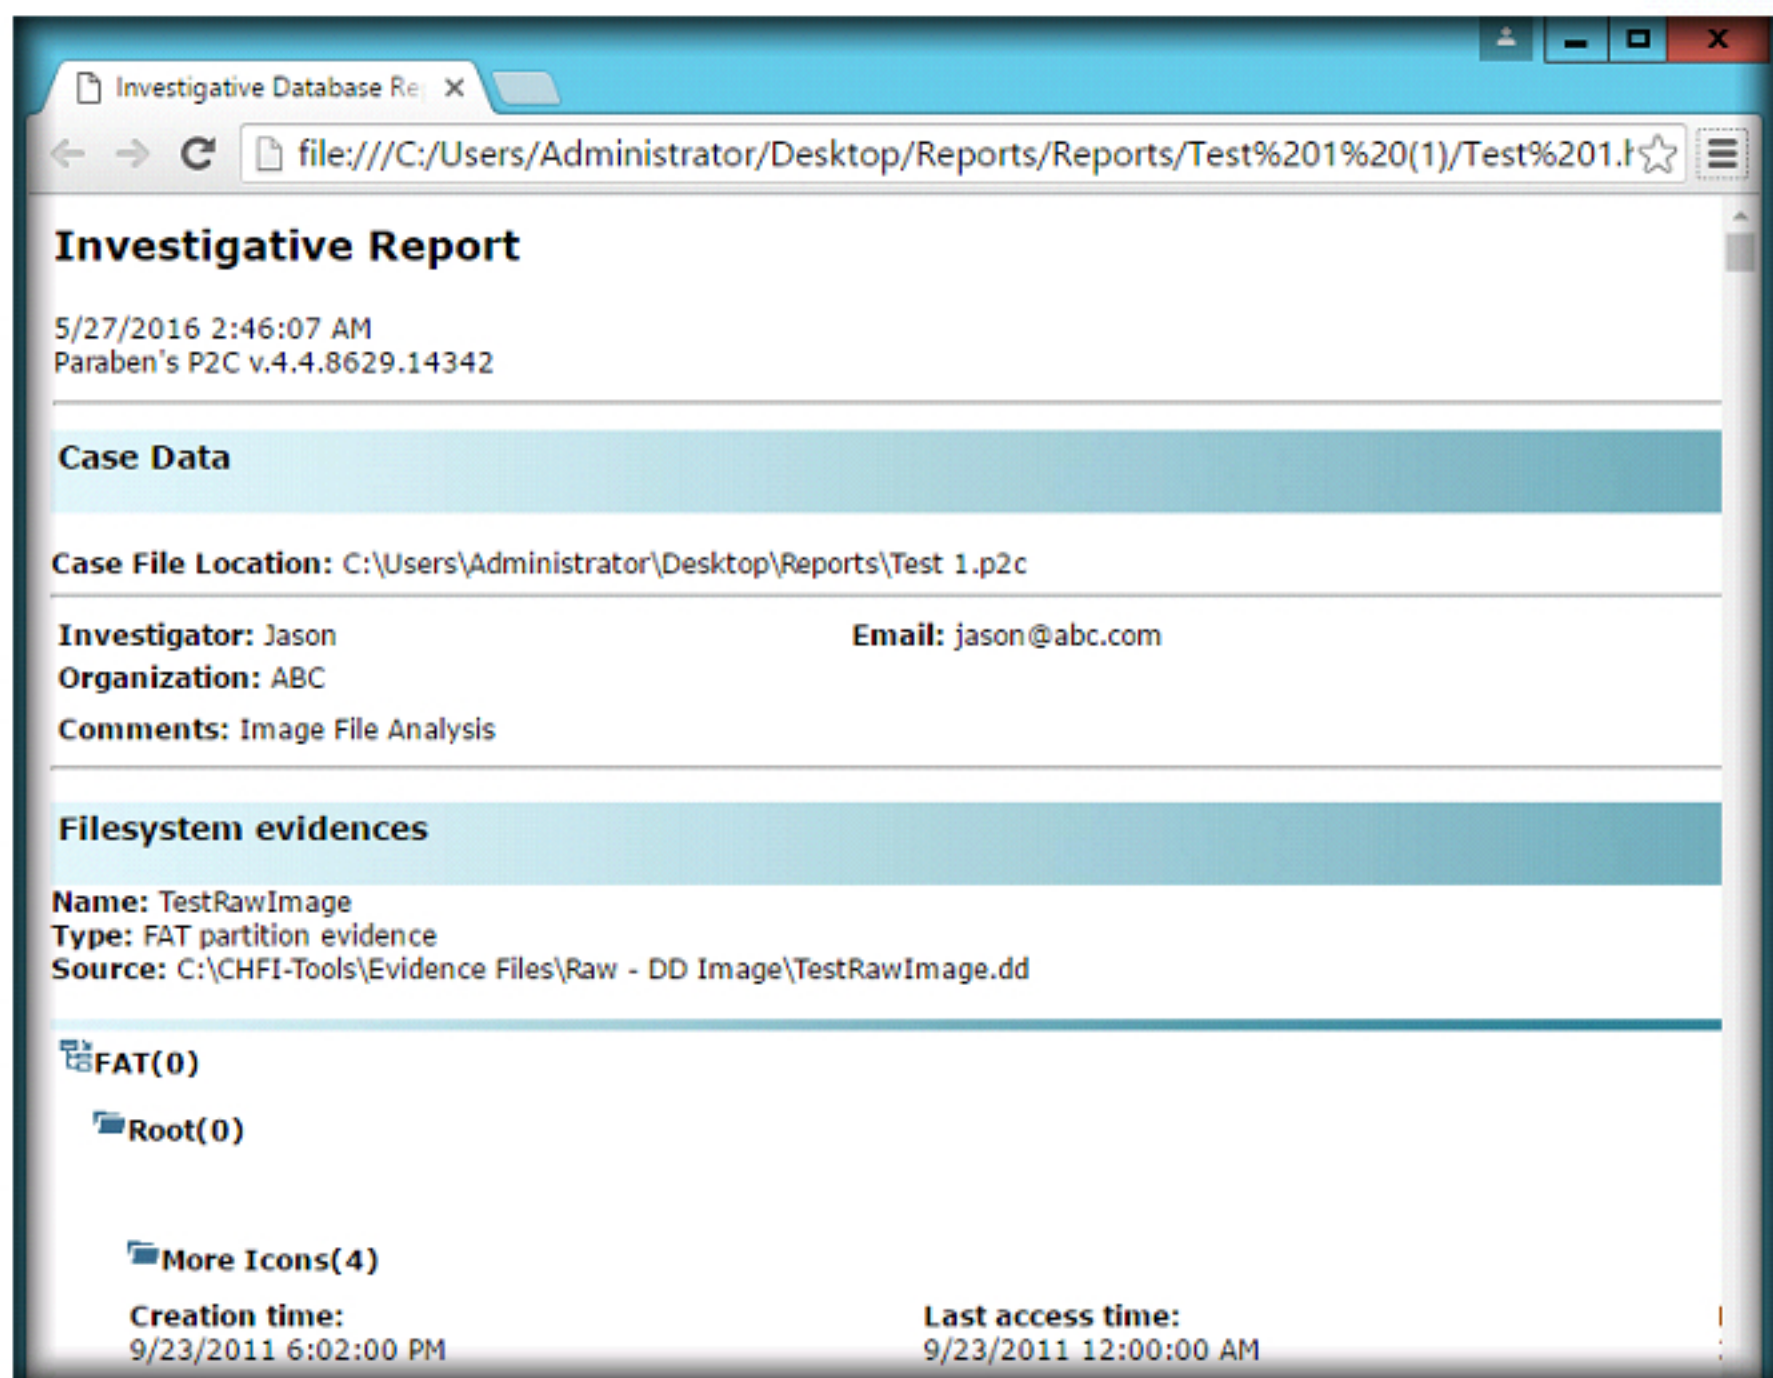 Investigative Database Re
file:///C:/Users/Administrator/Desktop/Reports/Reports/Test%201%20(1)/Test%201.h
Investigative Report
5/27/2016 2:46:07 AM
Paraben's P2C v.4.4.8629.14342
Case Data
Case File Location: C:\Users\Administrator\Desktop\Reports\Test 1.p2c
Investigator: Jason Email: jason@abc.com
Organization: ABC
Comments: Image File Analysis
Filesystem evidences
Name: TestRawImage
Type: FAT partition evidence
Source: C:\CHFI-Tools\Evidence Files\Raw - DD Image\TestRawImage.dd
FAT(0)
Root(0)
More Icons(4)
Creation time: Last access time:
9/23/2011 6:02:00 PM 9/23/2011 12:00:00 AM